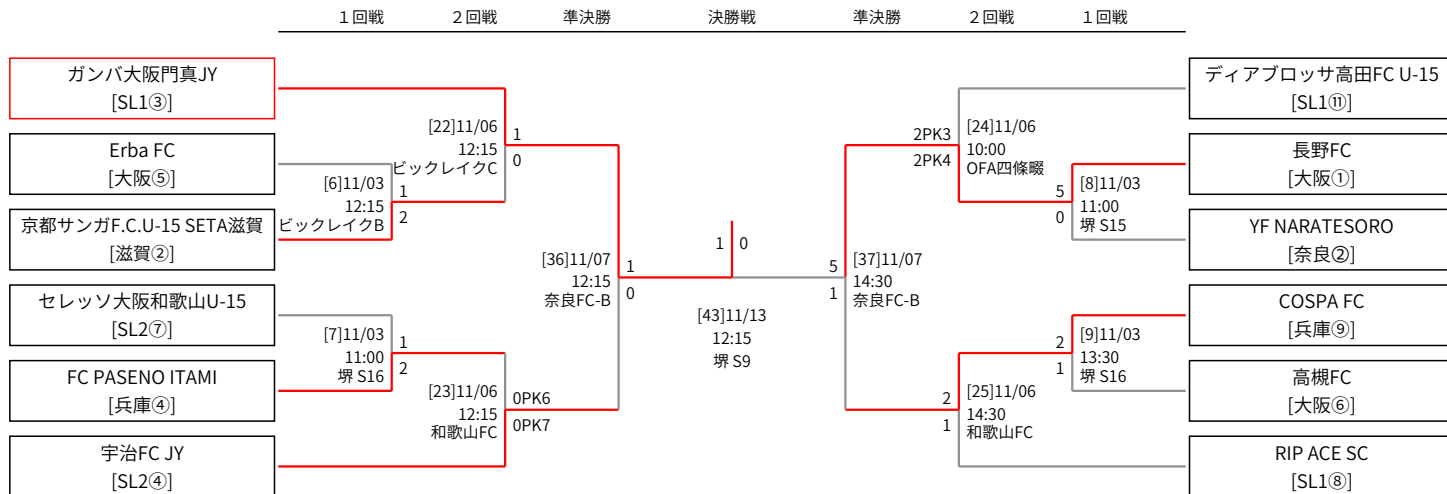 １回戦
２回戦
準決勝
決勝戦
準決勝
２回戦
１回戦
ガンバ大阪門真JY
[SL1③]
Erba FC
[大阪⑤]
京都サンガF.C.U-15 SETA滋賀
[滋賀②]
セレッソ大阪和歌山U-15
[SL2⑦]
FC PASENO ITAMI
[兵庫④]
宇治FC JY
[SL2④]
[6]11/03
12:15
ビックレイクB
1
2
[7]11/03
11:00
堺 S16
1
2
[22]11/06
12:15
ビックレイクC
1
0
[23]11/06
12:15
和歌山FC
0PK6
0PK7
[36]11/07
12:15
奈良FC-B
1
0
1
0
[43]11/13
12:15
堺 S9
5
1
[37]11/07
14:30
奈良FC-B
2PK3
2PK4
[24]11/06
10:00
OFA四條畷
2
1
[25]11/06
14:30
和歌山FC
5
0
[8]11/03
11:00
堺 S15
2
1
[9]11/03
13:30
堺 S16
ディアブロッサ高田FC U-15
[SL1⑪]
長野FC
[大阪①]
YF NARATESORO
[奈良②]
COSPA FC
[兵庫⑨]
高槻FC
[大阪⑥]
RIP ACE SC
[SL1⑧]